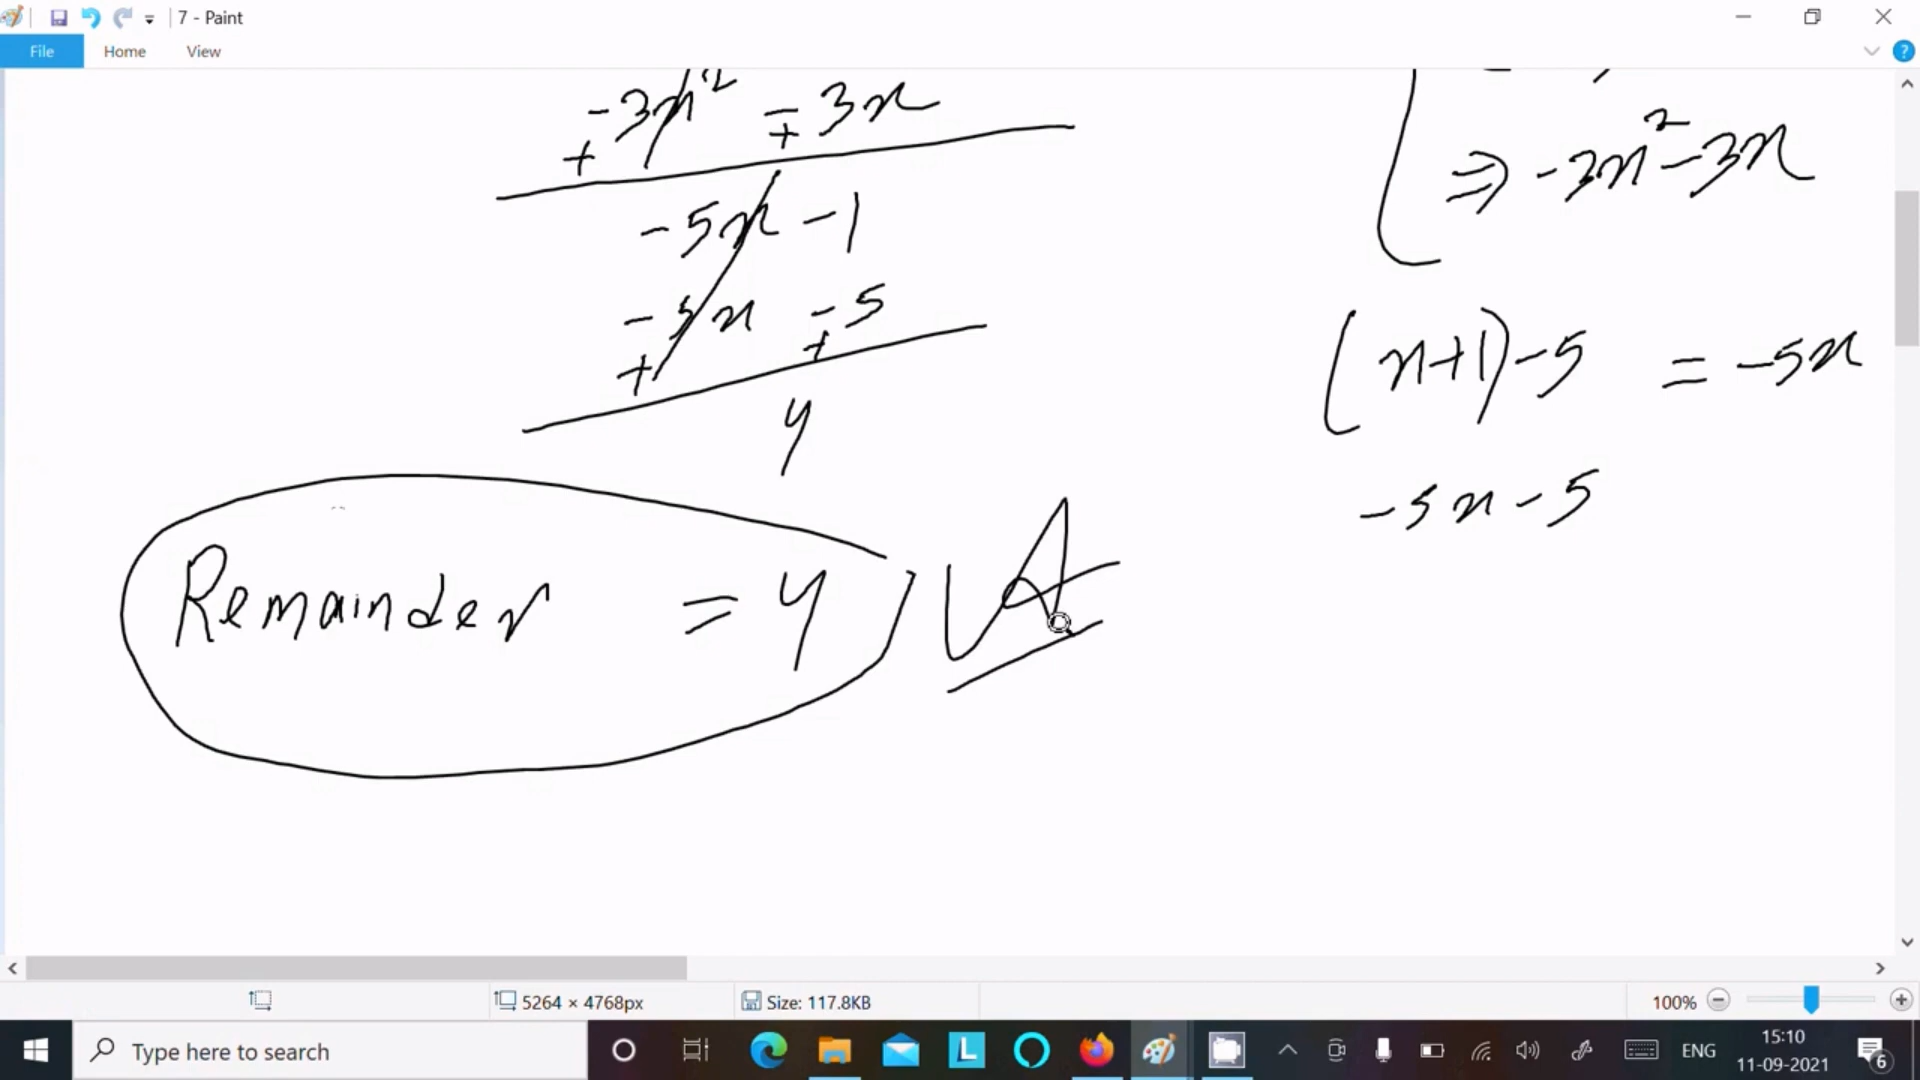 7 - Paint
File Home View
-3x² - 3x
+ +
-5x - 1
-5x - 5
+ +
4
Remainder = 4
A
⇒ -3x² - 3x
(x+1) -5 = -5x
-5x - 5
5264 × 4768px Size: 117.8KB 100%
Type here to search
L
ENG
15:10
11-09-2021
6